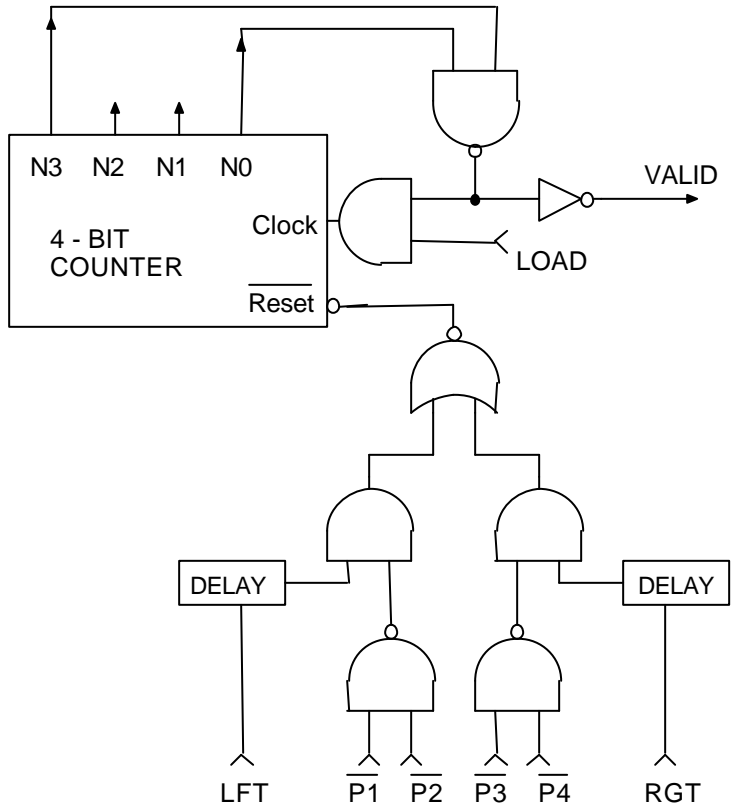 N3 N2 N1 N0
VALID
Clock
4 - BIT
COUNTER
LOAD
Reset
DELAY
DELAY
LFT P1 P2 P3 P4 RGT